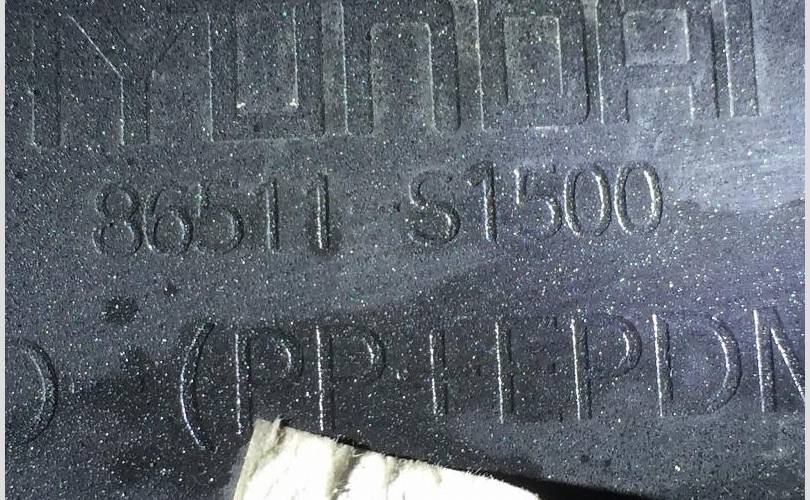 HYUNDAI
86511 S1500
) (PP+EPDM